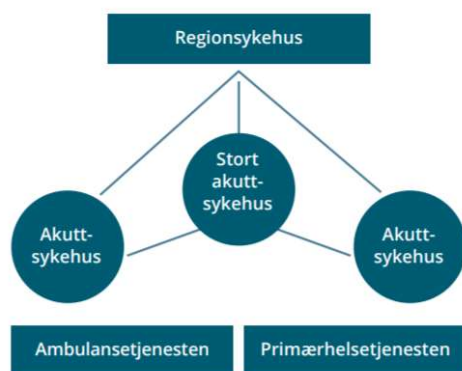 Regionsykehus
Stort
akutt-
sykehus
Akutt-
sykehus
Akutt-
sykehus
Ambulansetjenesten
Primærhelsetjenesten